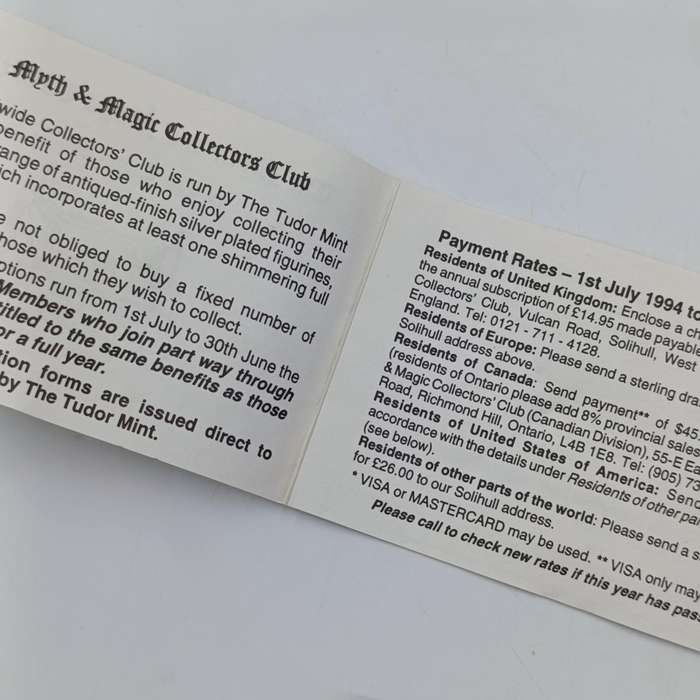 Myth & Magic Collectors Club
wide Collectors' Club is run by The Tudor Mint
benefit of those who enjoy collecting their
range of antiqued-finish silver plated figurines,
ich incorporates at least one shimmering full
e not obliged to buy a fixed number of
hose which they wish to collect.
ptions run from 1st July to 30th June the
Members who join part way through
titled to the same benefits as those
or a full year.
tion forms are issued direct to
by The Tudor Mint.
Payment Rates – 1st July 1994 to
Residents of United Kingdom: Enclose a ch
the annual subscription of £14.95 made payable
Collectors' Club, Vulcan Road, Solihull, West
England. Tel: 0121 - 711 - 4128.
Residents of Europe: Please send a sterling dra
Solihull address above.
Residents of Canada: Send payment** of $45
(residents of Ontario please add 8% provincial sales
& Magic Collectors' Club (Canadian Division), 55-E Ea
Road, Richmond Hill, Ontario, L4B 1E8. Tel: (905) 73
Residents of United States of America: Send
accordance with the details under Residents of other pa
(see below).
Residents of other parts of the world: Please send a s
for £26.00 to our Solihull address.
* VISA or MASTERCARD may be used. ** VISA only may
Please call to check new rates if this year has pas